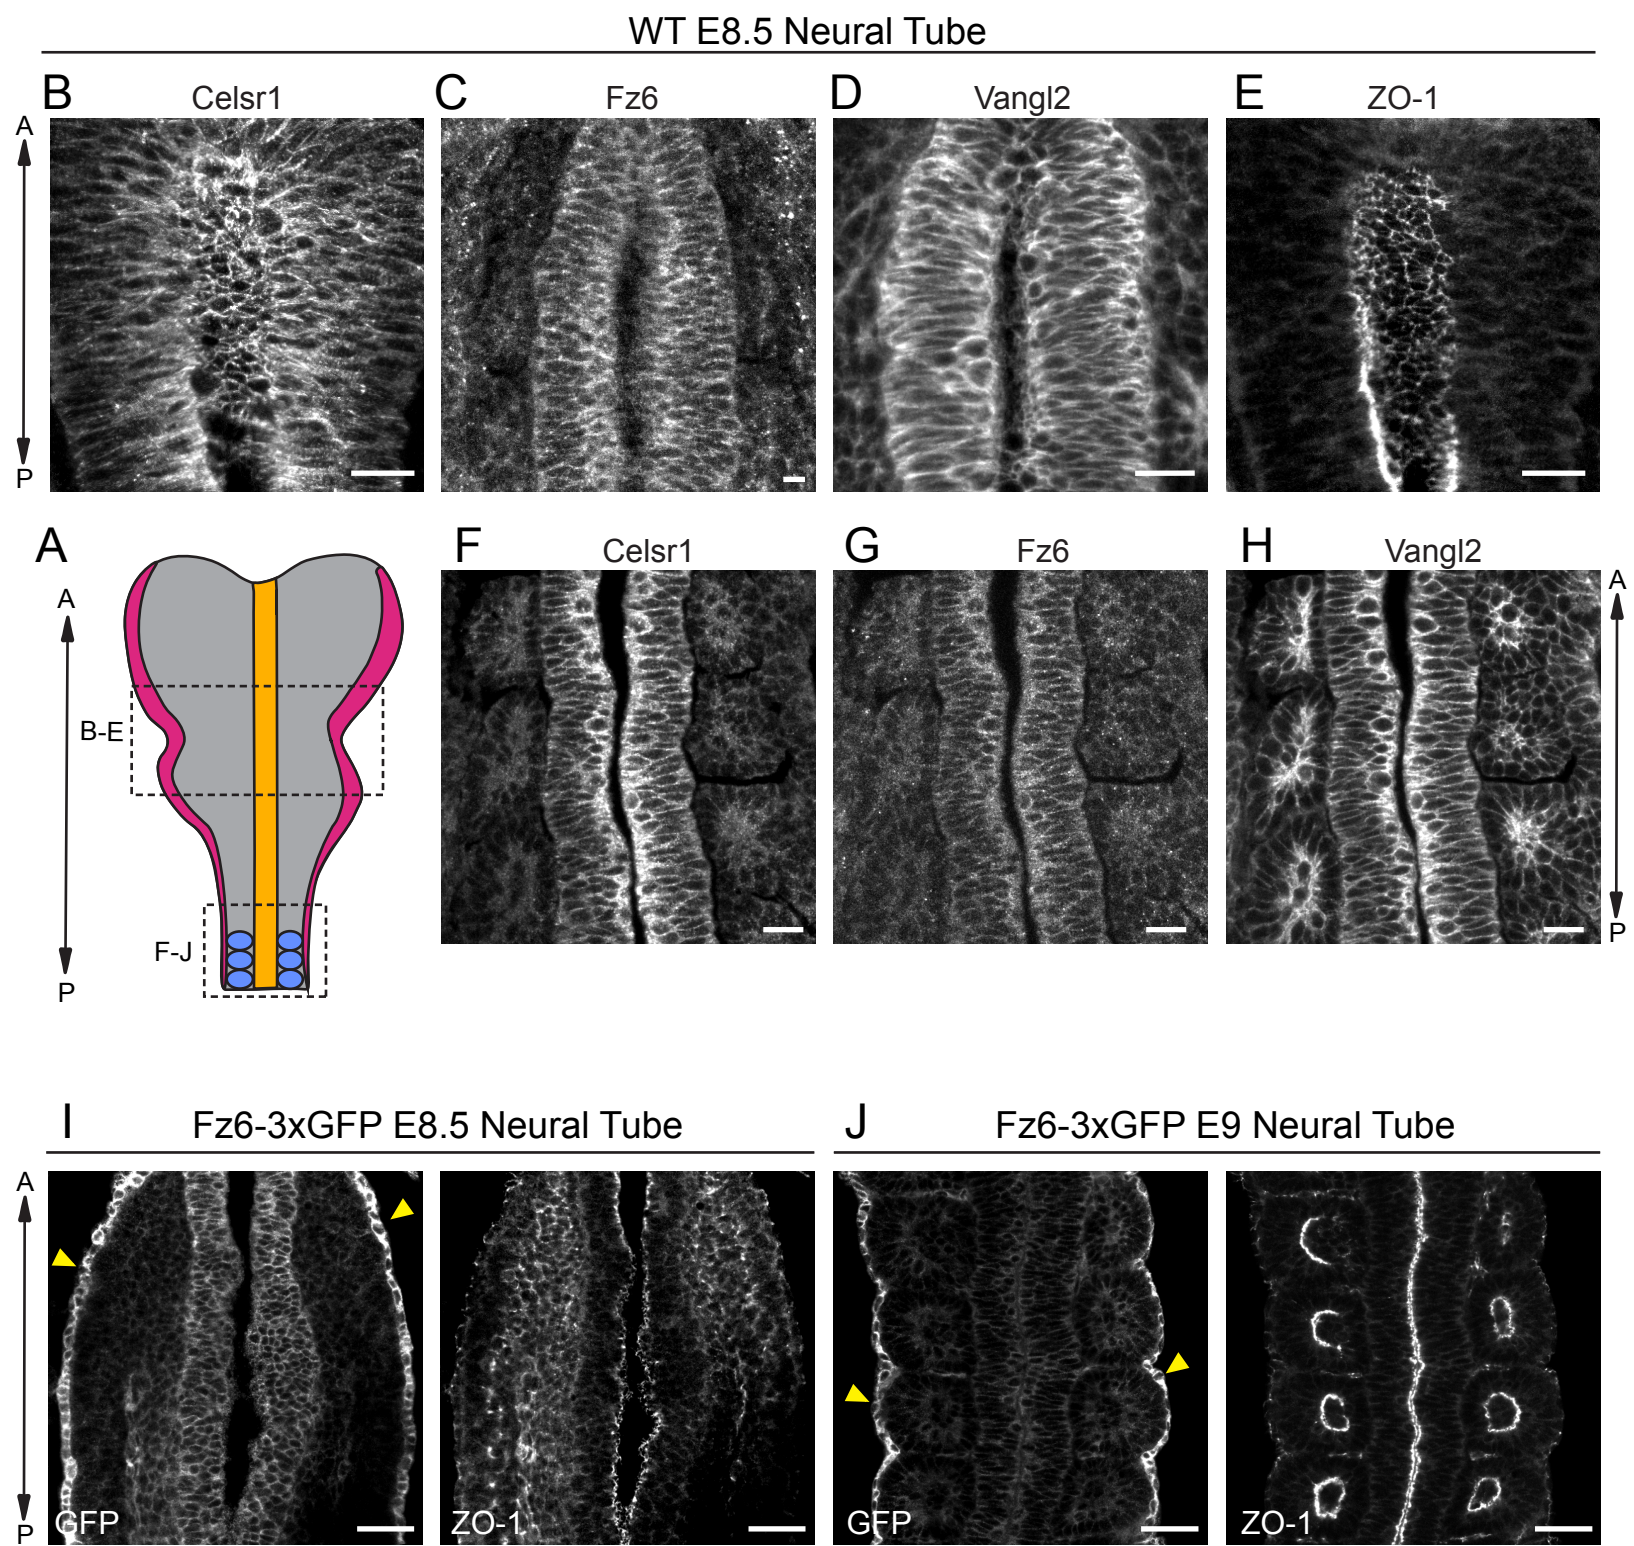 WT E8.5 Neural Tube
B Celsr1 C Fz6 D Vangl2 E ZO-1
A
P
A F Celsr1 G Fz6 H Vangl2
A A
B-E
F-J
P P
I Fz6-3xGFP E8.5 Neural Tube J Fz6-3xGFP E9 Neural Tube
A
P GFP ZO-1 GFP ZO-1